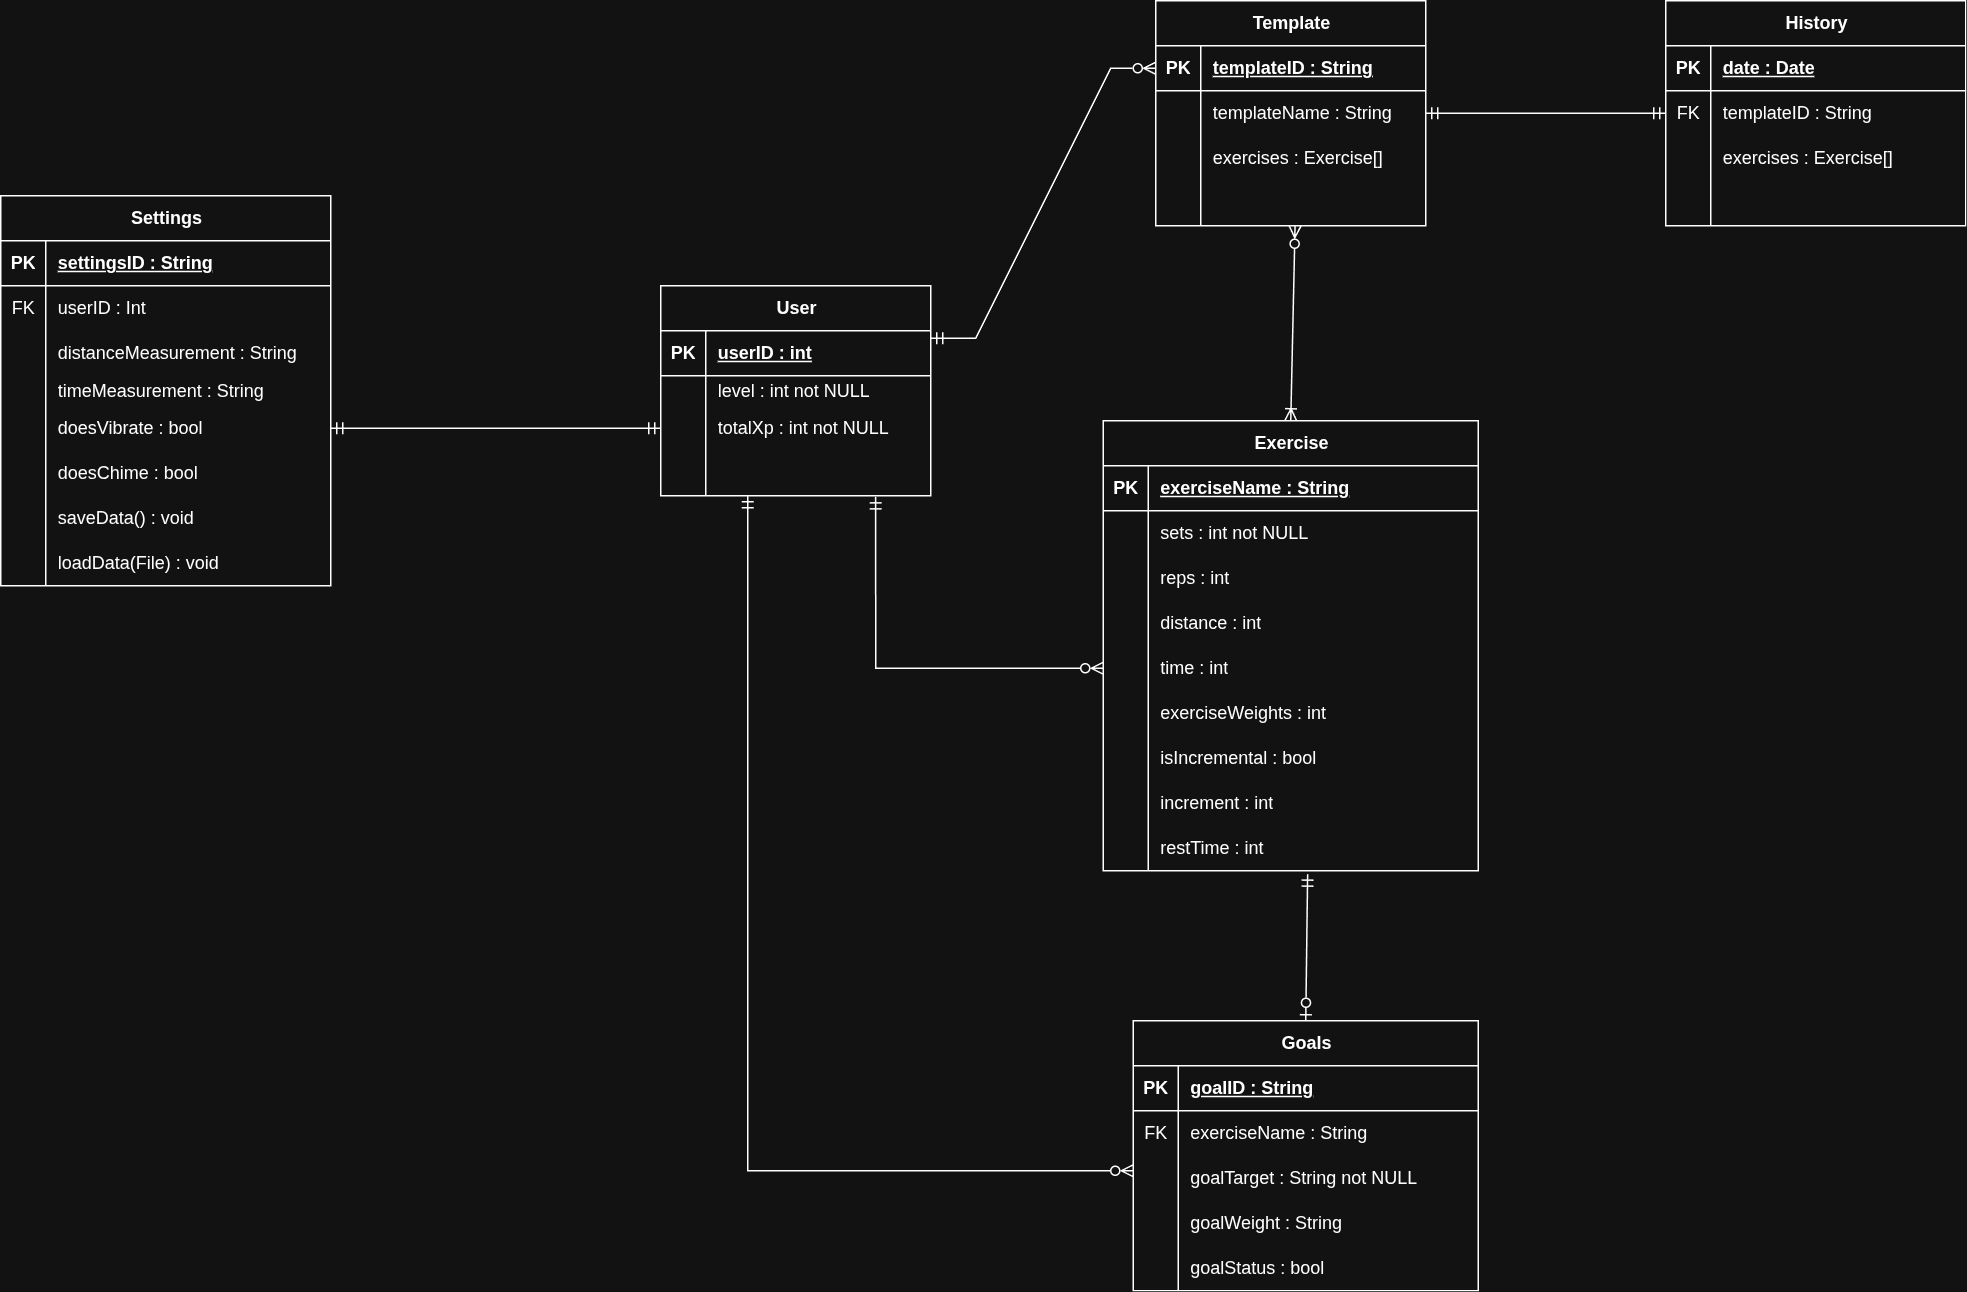 Template
PK templateID : String
templateName : String
exercises : Exercise[]
History
PK date : Date
FK templateID : String
exercises : Exercise[]
Settings
PK settingsID : String
FK userID : Int
distanceMeasurement : String
timeMeasurement : String
doesVibrate : bool
doesChime : bool
saveData() : void
loadData(File) : void
User
PK userID : int
level : int not NULL
totalXp : int not NULL
Exercise
PK exerciseName : String
sets : int not NULL
reps : int
distance : int
time : int
exerciseWeights : int
isIncremental : bool
increment : int
restTime : int
Goals
PK goalID : String
FK exerciseName : String
goalTarget : String not NULL
goalWeight : String
goalStatus : bool